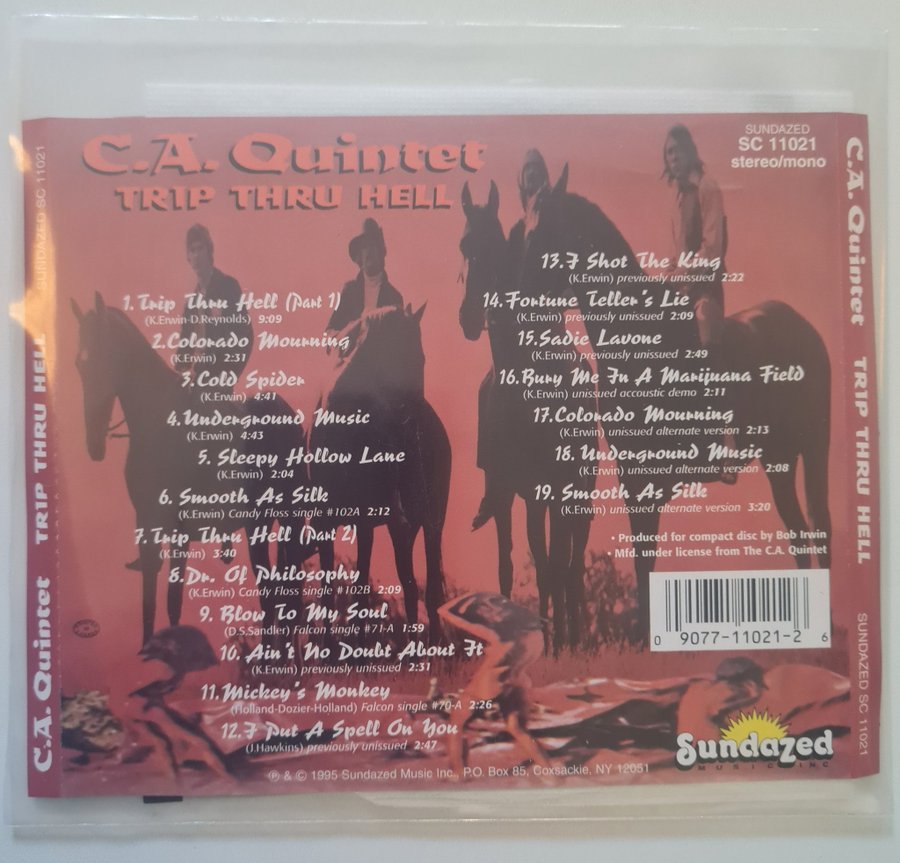 C.A. Quintet
TRIP THRU HELL
SUNDAZED
SC 11021
stereo/mono
1. Trip Thru Hell (Part 1)
(K.Erwin-D.Reynolds) 9:09
2. Colorado Mourning
(K.Erwin) 2:31
3. Cold Spider
(K.Erwin) 4:41
4. Underground Music
(K.Erwin) 4:43
5. Sleepy Hollow Lane
(K.Erwin) 2:04
6. Smooth As Silk
(K.Erwin) Candy Floss single #102A 2:12
7. Trip Thru Hell (Part 2)
(K.Erwin) 3:40
8. Dr. Of Philosophy
(K.Erwin) Candy Floss single #102B 2:09
9. Blow To My Soul
(D.S.Sandler) Falcon single #71-A 1:59
10. Ain't No Doubt About It
(K.Erwin) previously unissued 2:31
11. Mickey's Monkey
(Holland-Dozier-Holland) Falcon single #70-A 2:26
12. I Put A Spell On You
(J.Hawkins) previously unissued 2:47
13. I Shot The King
(K.Erwin) previously unissued 2:22
14. Fortune Teller's Lie
(K.Erwin) previously unissued 2:09
15. Sadie Lavone
(K.Erwin) previously unissued 2:49
16. Bury Me In A Marijuana Field
(K.Erwin) unissued accoustic demo 2:11
17. Colorado Mourning
(K.Erwin) unissued alternate version 2:13
18. Underground Music
(K.Erwin) unissued alternate version 2:08
19. Smooth As Silk
(K.Erwin) unissued alternate version 3:20
• Produced for compact disc by Bob Irwin
• Mfd. under license from The C.A. Quintet
0 9077-11021-2 6
Sundazed
MUSIC INC
℗ & © 1995 Sundazed Music Inc., P.O. Box 85, Coxsackie, NY 12051
C.A. Quintet TRIP THRU HELL SUNDAZED SC 11021
C.A. Quintet TRIP THRU HELL SUNDAZED SC 11021